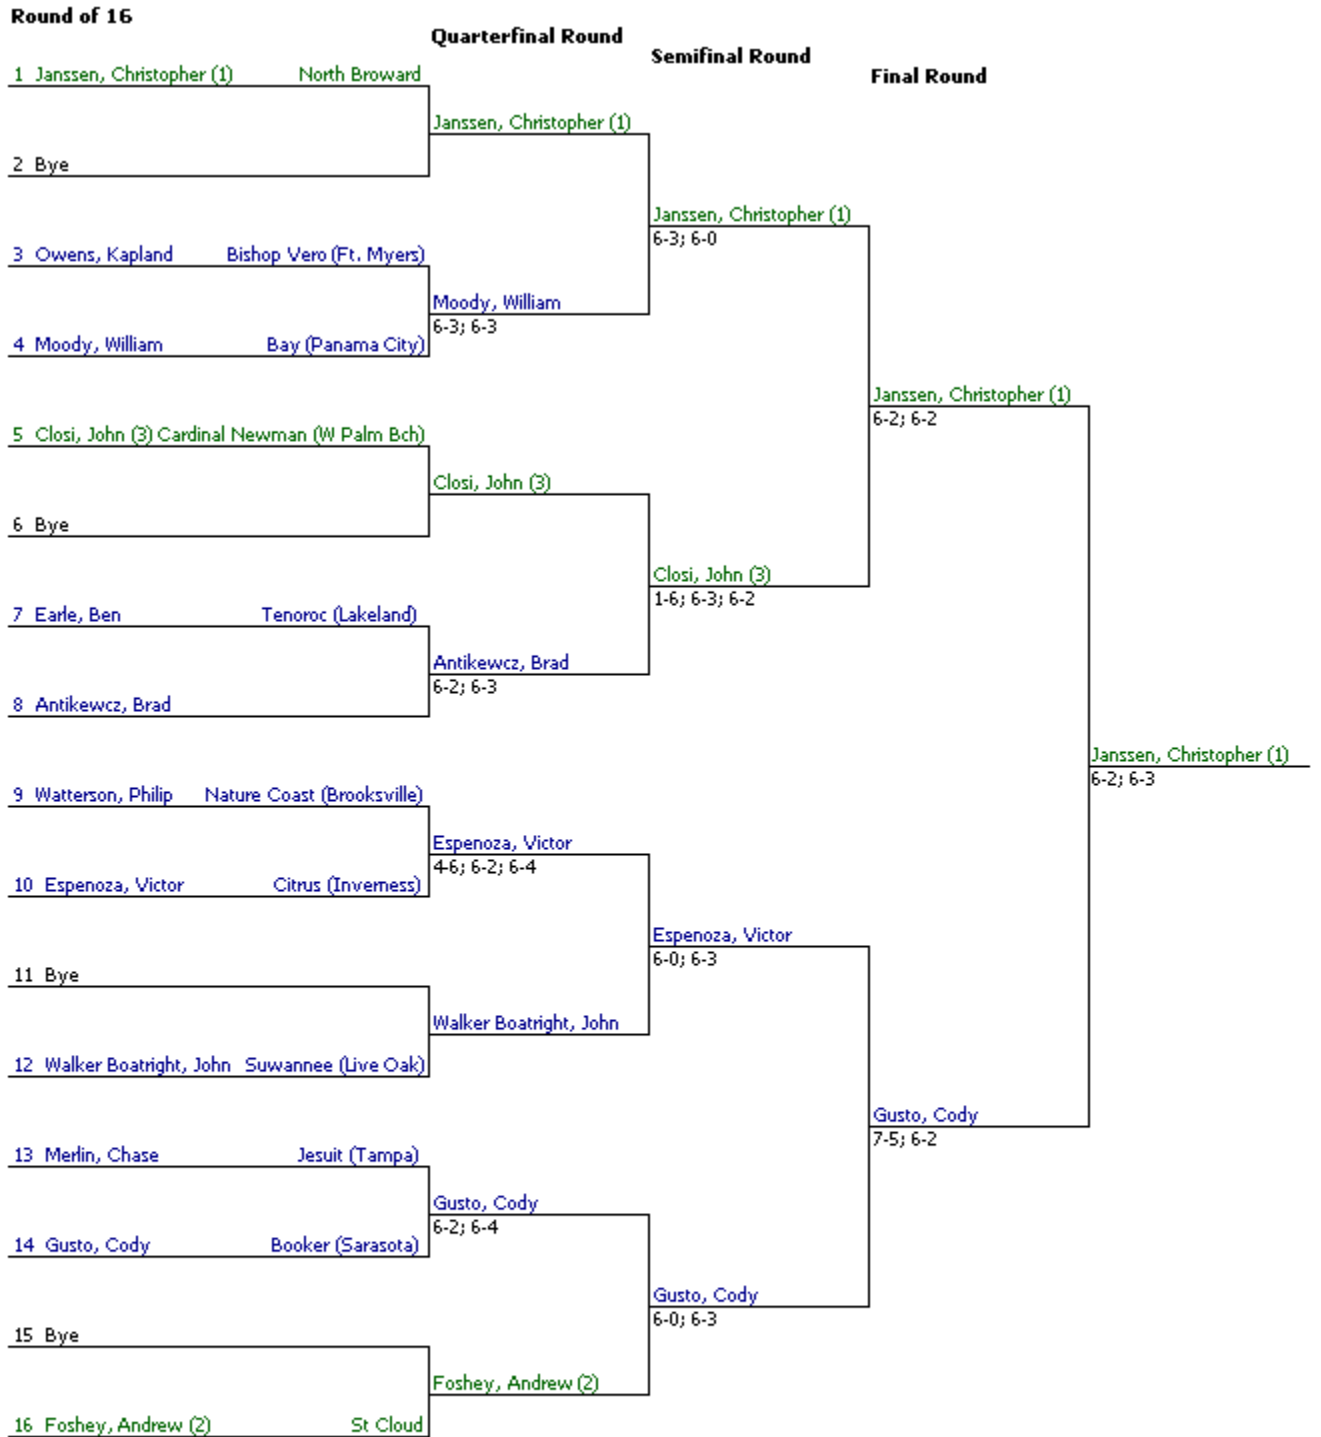 Round of 16
Quarterfinal Round
Semifinal Round
Final Round
1 Janssen, Christopher (1) North Broward
Janssen, Christopher (1)
2 Bye
Janssen, Christopher (1)
6-3; 6-0
3 Owens, Kapland Bishop Vero (Ft. Myers)
Moody, William
6-3; 6-3
4 Moody, William Bay (Panama City)
Janssen, Christopher (1)
6-2; 6-2
5 Closi, John (3) Cardinal Newman (W Palm Bch)
Closi, John (3)
6 Bye
Closi, John (3)
1-6; 6-3; 6-2
7 Earle, Ben Tenoroc (Lakeland)
Antikewcz, Brad
6-2; 6-3
8 Antikewcz, Brad
Janssen, Christopher (1)
6-2; 6-3
9 Watterson, Philip Nature Coast (Brooksville)
Espenoza, Victor
4-6; 6-2; 6-4
10 Espenoza, Victor Citrus (Inverness)
Espenoza, Victor
6-0; 6-3
11 Bye
Walker Boatright, John
12 Walker Boatright, John Suwannee (Live Oak)
Gusto, Cody
7-5; 6-2
13 Merlin, Chase Jesuit (Tampa)
Gusto, Cody
6-2; 6-4
14 Gusto, Cody Booker (Sarasota)
Gusto, Cody
6-0; 6-3
15 Bye
Foshey, Andrew (2)
16 Foshey, Andrew (2) St Cloud